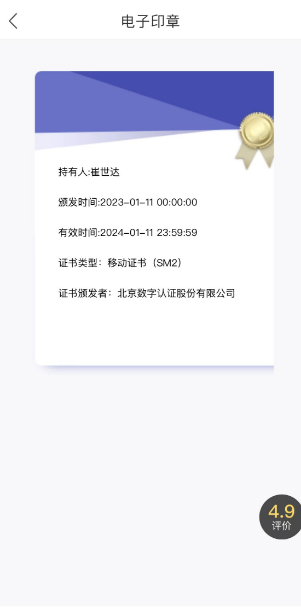 电子印章
持有人:崔世达
颁发时间:2023-01-11 00:00:00
有效时间:2024-01-11 23:59:59
证书类型：移动证书（SM2）
证书颁发者：北京数字认证股份有限公司
4.9
评价